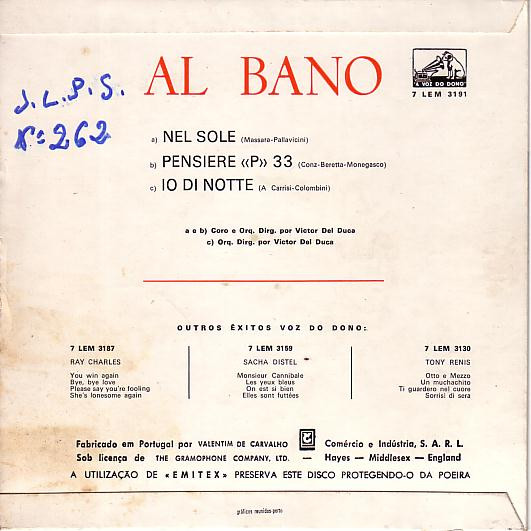 AL BANO
"A VOZ DO DONO"
7 LEM 3191
J. L. P. S.
Nº 262
a) NEL SOLE (Massara-Pallavicini)
b) PENSIERE «P» 33 (Conz-Beretta-Monegasco)
c) IO DI NOTTE (A Carrisi-Colombini)
a e b) Coro e Orq. Dirg. por Victor Del Duca
c) Orq. Dirg. por Victor Del Duca
OUTROS ÊXITOS VOZ DO DONO:
7 LEM 3187
RAY CHARLES
You win again
Bye, bye love
Please say you're fooling
She's lonesome again
7 LEM 3159
SACHA DISTEL
Monsieur Cannibale
Les yeux bleus
On est si bien
Elles sont futtées
7 LEM 3130
TONY RENIS
Otto e Mezzo
Un muchachito
Ti guardero nel cuore
Sorrisi di sera
Fabricado em Portugal por VALENTIM DE CARVALHO Comércio e Indústria, S. A. R. L.
Sob licença de THE GRAMOPHONE COMPANY, LTD. — Hayes — Middlesex — England
A UTILIZAÇÃO DE «EMITEX» PRESERVA ESTE DISCO PROTEGENDO-O DA POEIRA
gráficos reunidos-porto